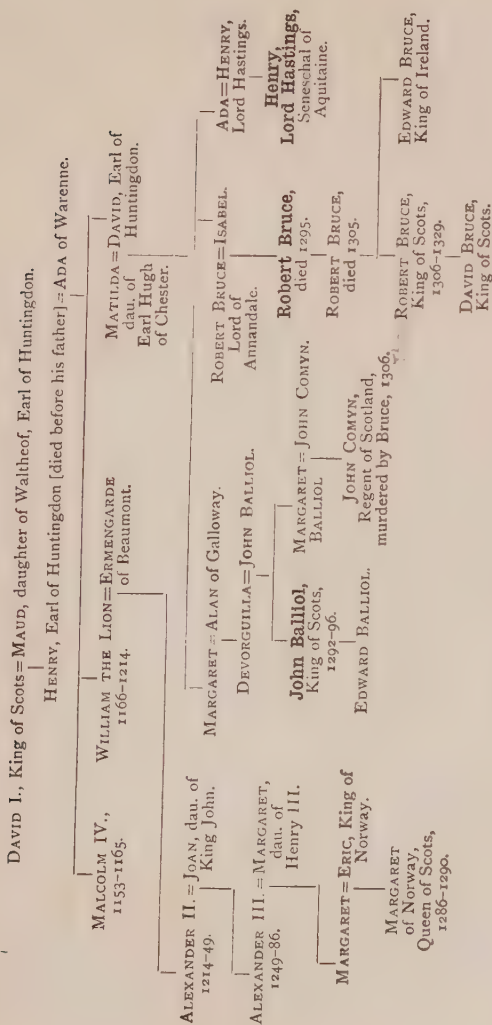 DAVID I., King of Scots=MAUD, daughter of Waltheof, Earl of Huntingdon.
HENRY, Earl of Huntingdon [died before his father]=ADA of Warenne.
MALCOLM IV.,
1153–1165.
WILLIAM THE LION=ERMENGARDE
1166–1214.
of Beaumont.
MATILDA=DAVID, Earl of
dau. of
Huntingdon.
Earl Hugh
of Chester.
ALEXANDER II.=JOAN, dau. of
1214–49.
King John.
MARGARET=ALAN of Galloway.
ROBERT BRUCE=ISABEL.
Lord of
Annandale.
ADA=HENRY,
Lord Hastings.
ALEXANDER III.=MARGARET,
1249–86.
dau. of
Henry III.
DEVORGUILLA=JOHN BALLIOL.
Robert Bruce,
died 1295.
Henry,
Lord Hastings,
Seneschal of
Aquitaine.
MARGARET=ERIC, King of
Norway.
John Balliol,
King of Scots,
1292–96.
MARGARET=JOHN COMYN.
BALLIOL
ROBERT BRUCE,
died 1305.
MARGARET
of Norway,
Queen of Scots,
1286–1290.
EDWARD BALLIOL.
JOHN COMYN,
Regent of Scotland,
murdered by Bruce, 1306.
ROBERT BRUCE,
King of Scots,
1306–1329.
EDWARD BRUCE,
King of Ireland.
DAVID BRUCE,
King of Scots.